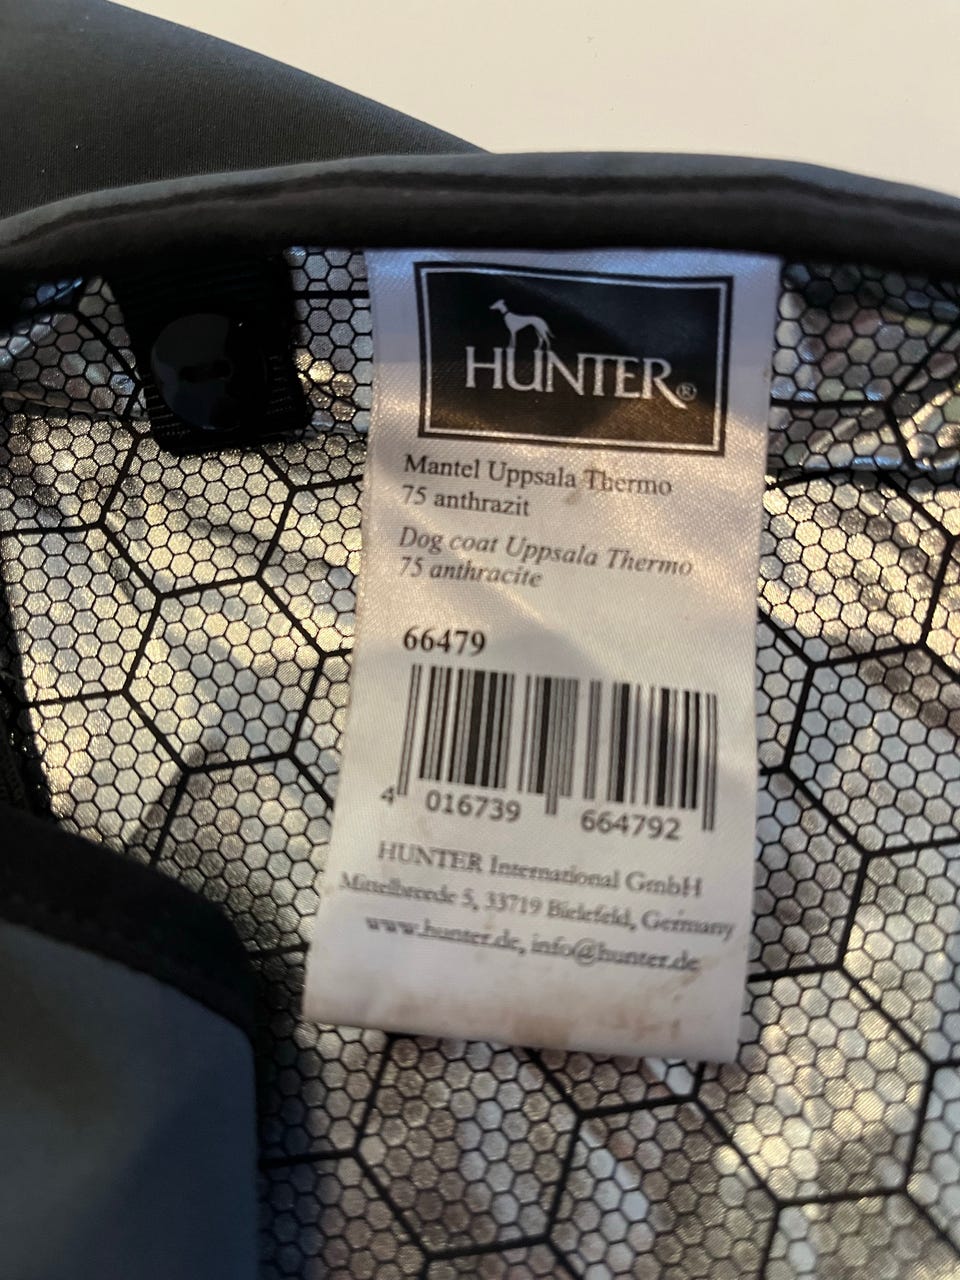 HUNTER®
Mantel Uppsala Thermo
75 anthrazit
Dog coat Uppsala Thermo
75 anthracite
66479
4 016739 664792
HUNTER International GmbH
Mittelbreede 5, 33719 Bielefeld, Germany
www.hunter.de, info@hunter.de